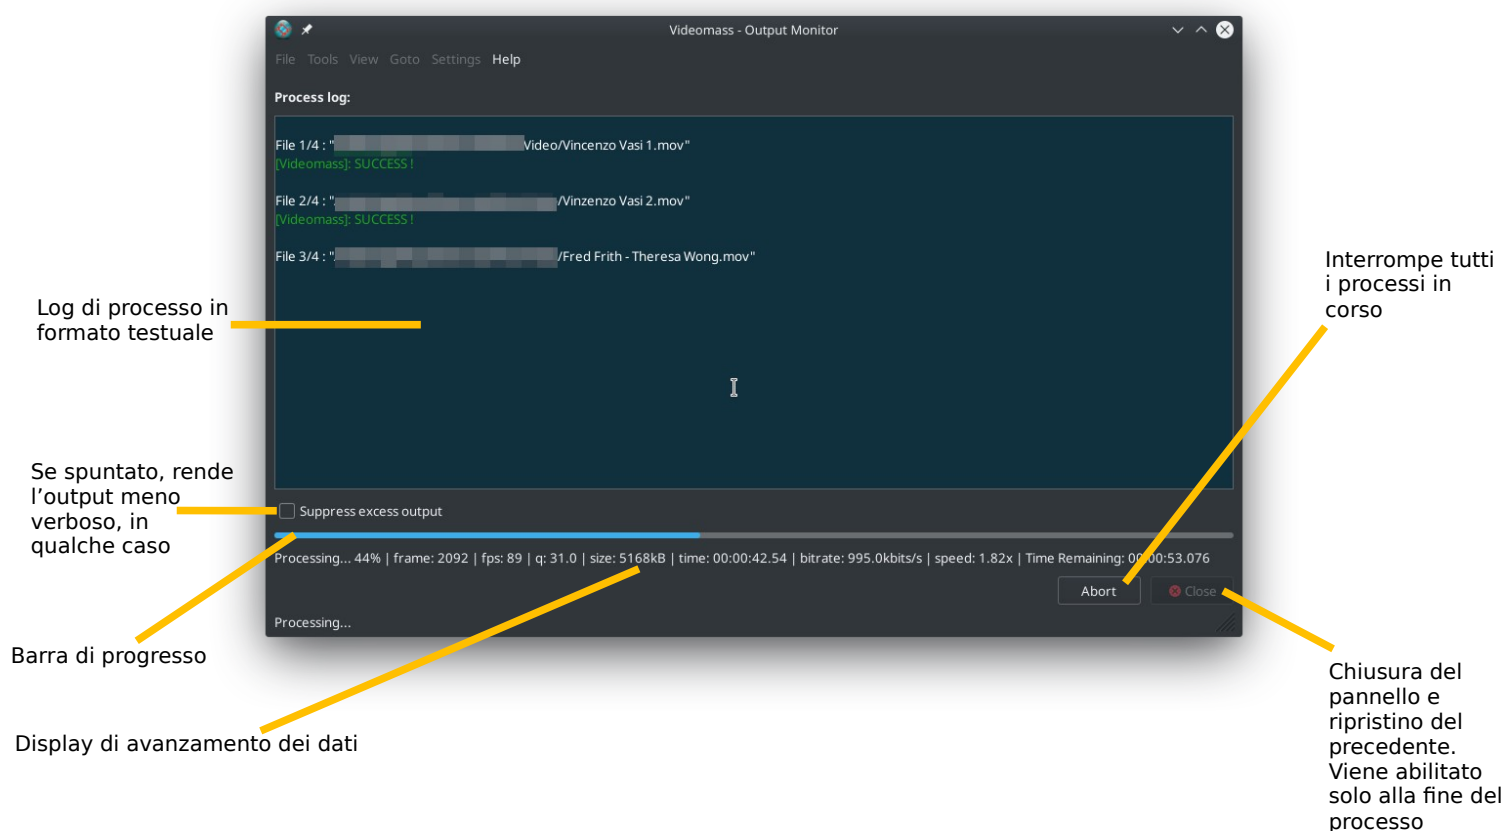 Videomass - Output Monitor
File Tools View Goto Settings Help
Process log:
File 1/4 : "Video/Vincenzo Vasi 1.mov"
[Videomass]: SUCCESS !
File 2/4 : "/Vinzenzo Vasi 2.mov"
[Videomass]: SUCCESS !
File 3/4 : "/Fred Frith - Theresa Wong.mov"
Interrompe tutti
i processi in
corso
Log di processo in
formato testuale
Se spuntato, rende
l’output meno
verboso, in
qualche caso
Suppress excess output
Processing... 44% | frame: 2092 | fps: 89 | q: 31.0 | size: 5168kB | time: 00:00:42.54 | bitrate: 995.0kbits/s | speed: 1.82x | Time Remaining: 00:00:53.076
Abort Close
Processing...
Barra di progresso
Display di avanzamento dei dati
Chiusura del
pannello e
ripristino del
precedente.
Viene abilitato
solo alla fine del
processo